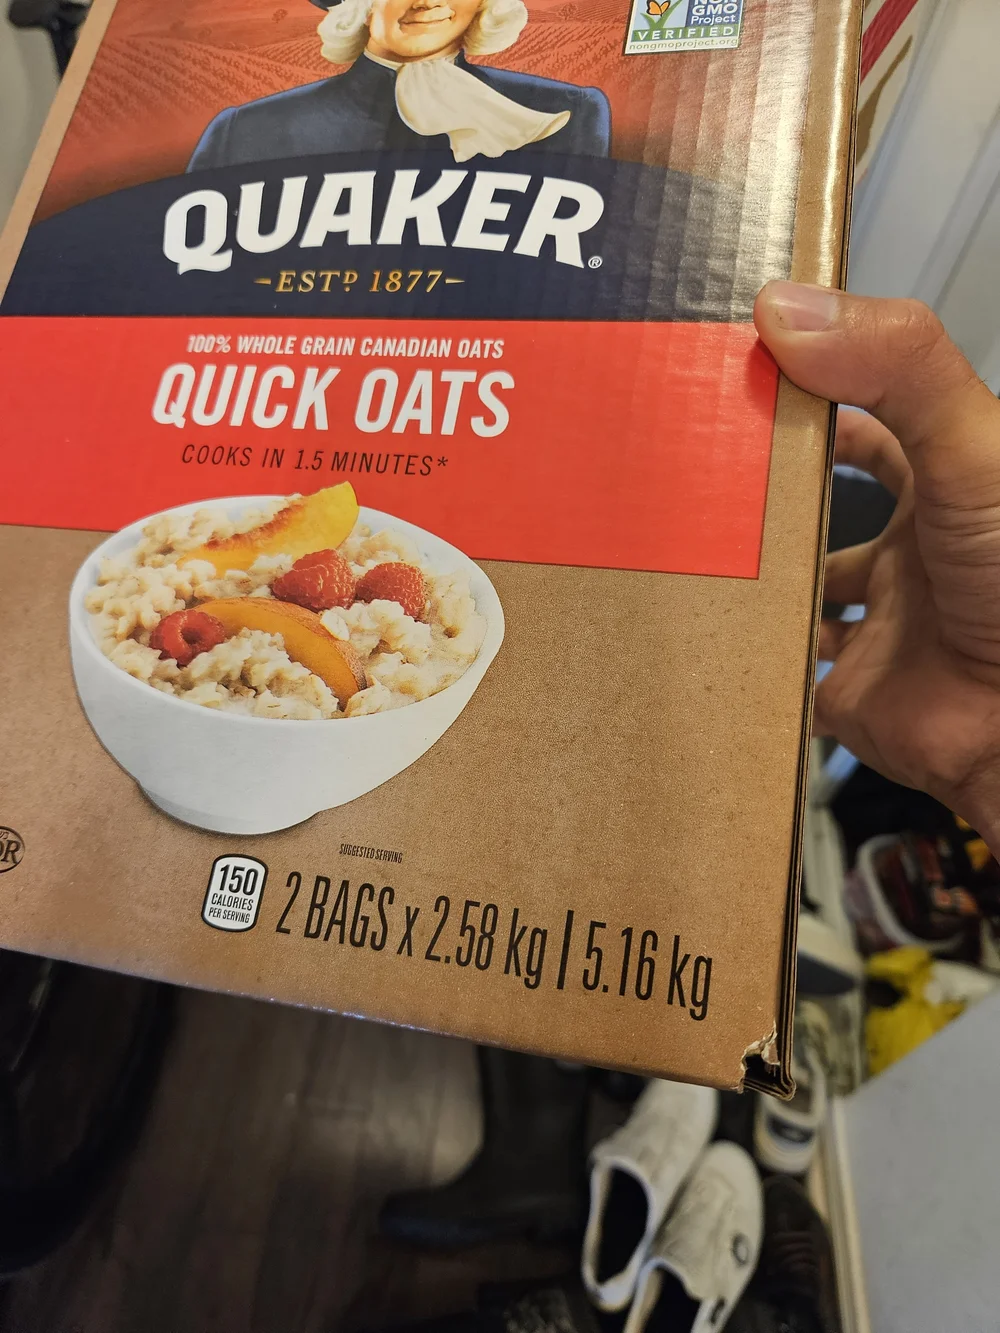 GMO
Project
VERIFIED
nongmoproject.org
QUAKER®
-ESTD 1877-
100% WHOLE GRAIN CANADIAN OATS
QUICK OATS
COOKS IN 1.5 MINUTES*
SUGGESTED SERVING
150
CALORIES
PER SERVING
2 BAGS x 2.58 kg | 5.16 kg